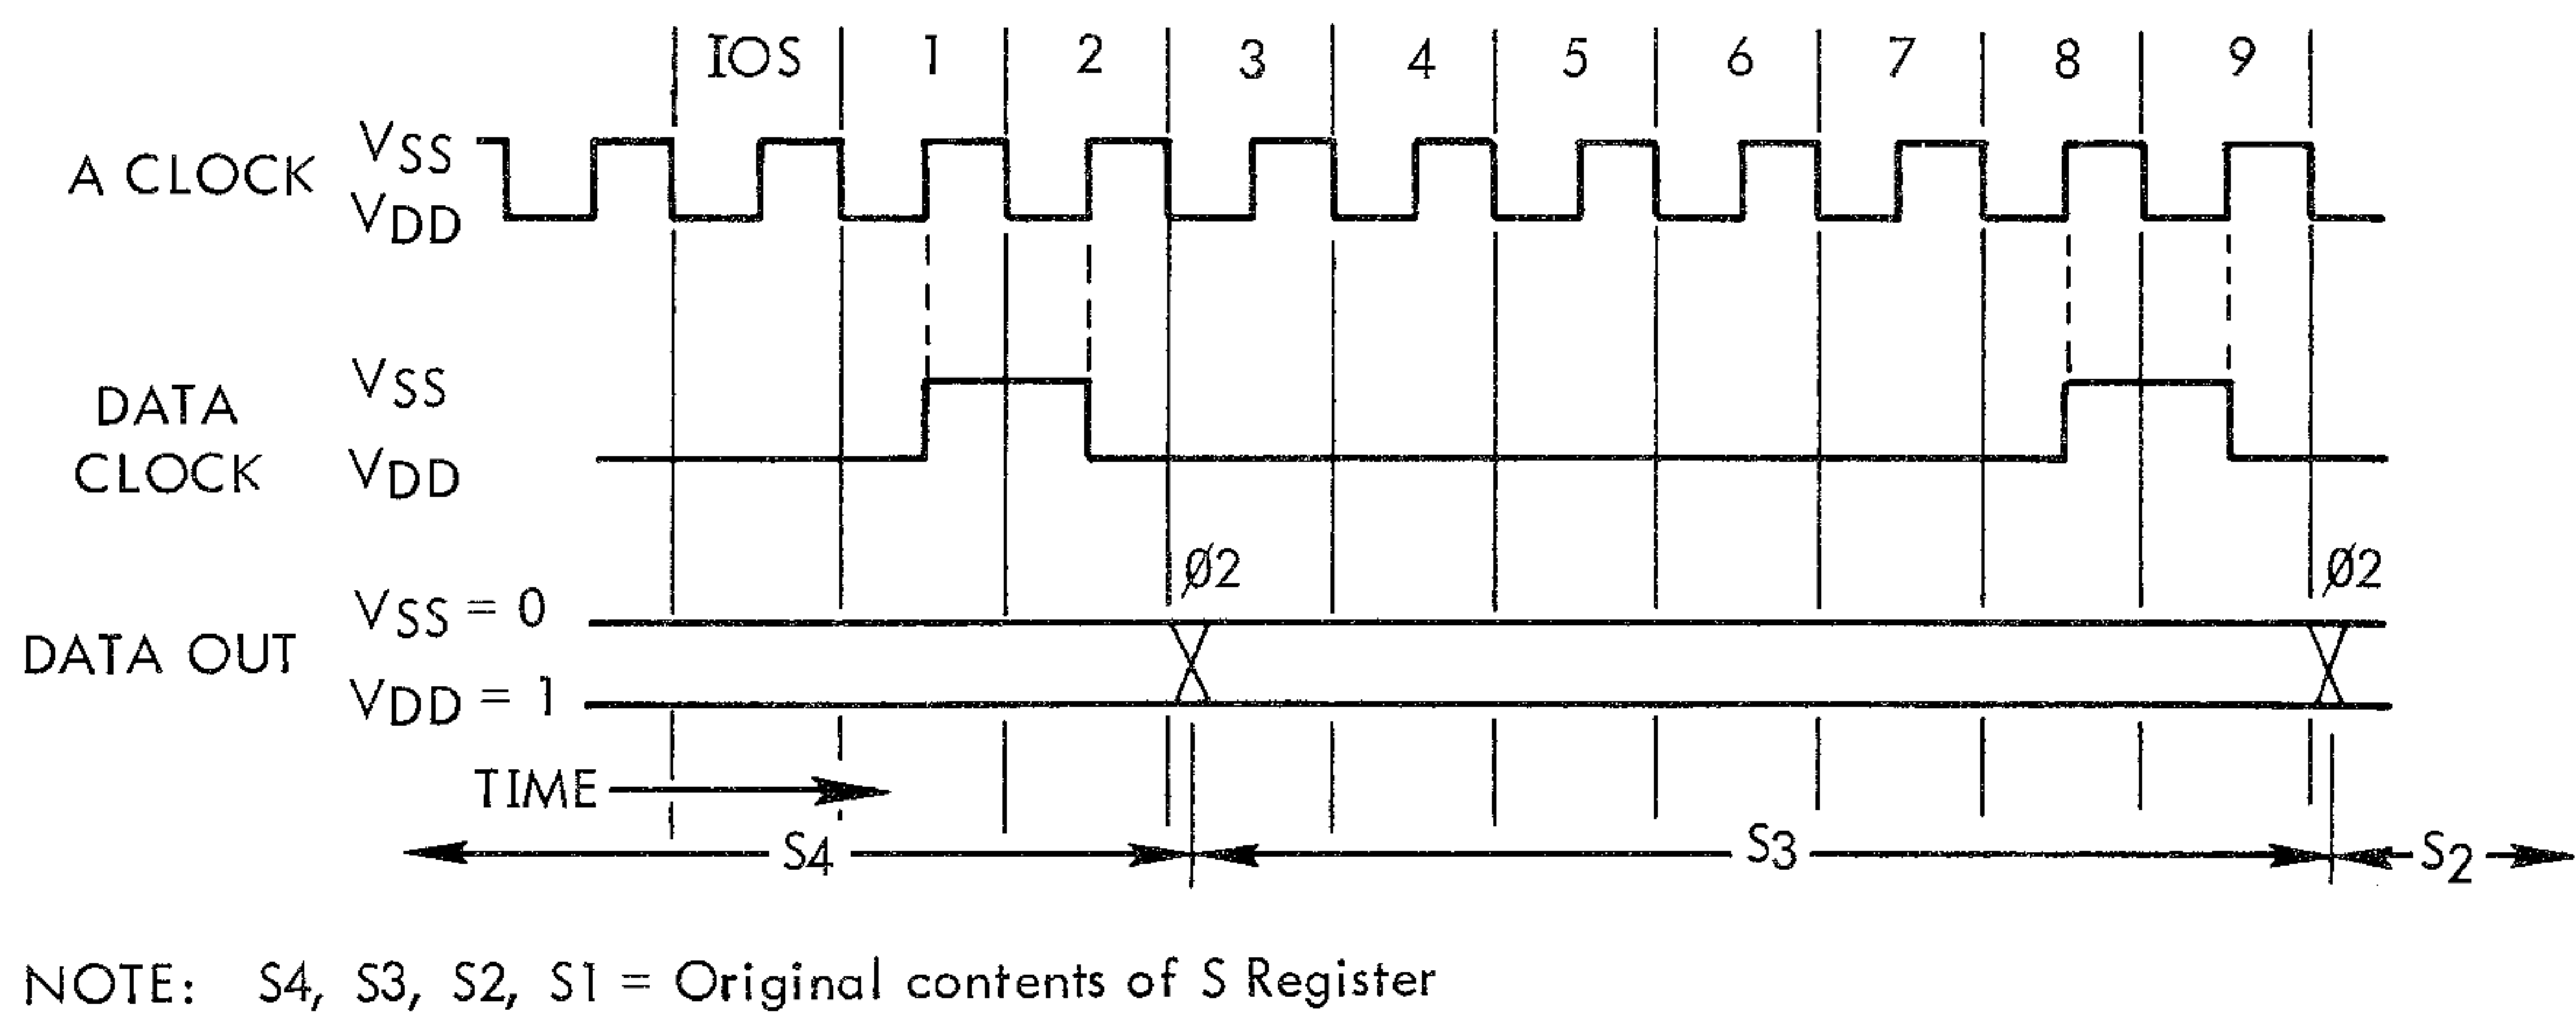 IOS 1 2 3 4 5 6 7 8 9
A CLOCK
VSS
VDD
DATA
CLOCK
VSS
VDD
ø2 ø2
DATA OUT
VSS = 0
VDD = 1
TIME
S4 S3 S2
NOTE: S4, S3, S2, S1 = Original contents of S Register